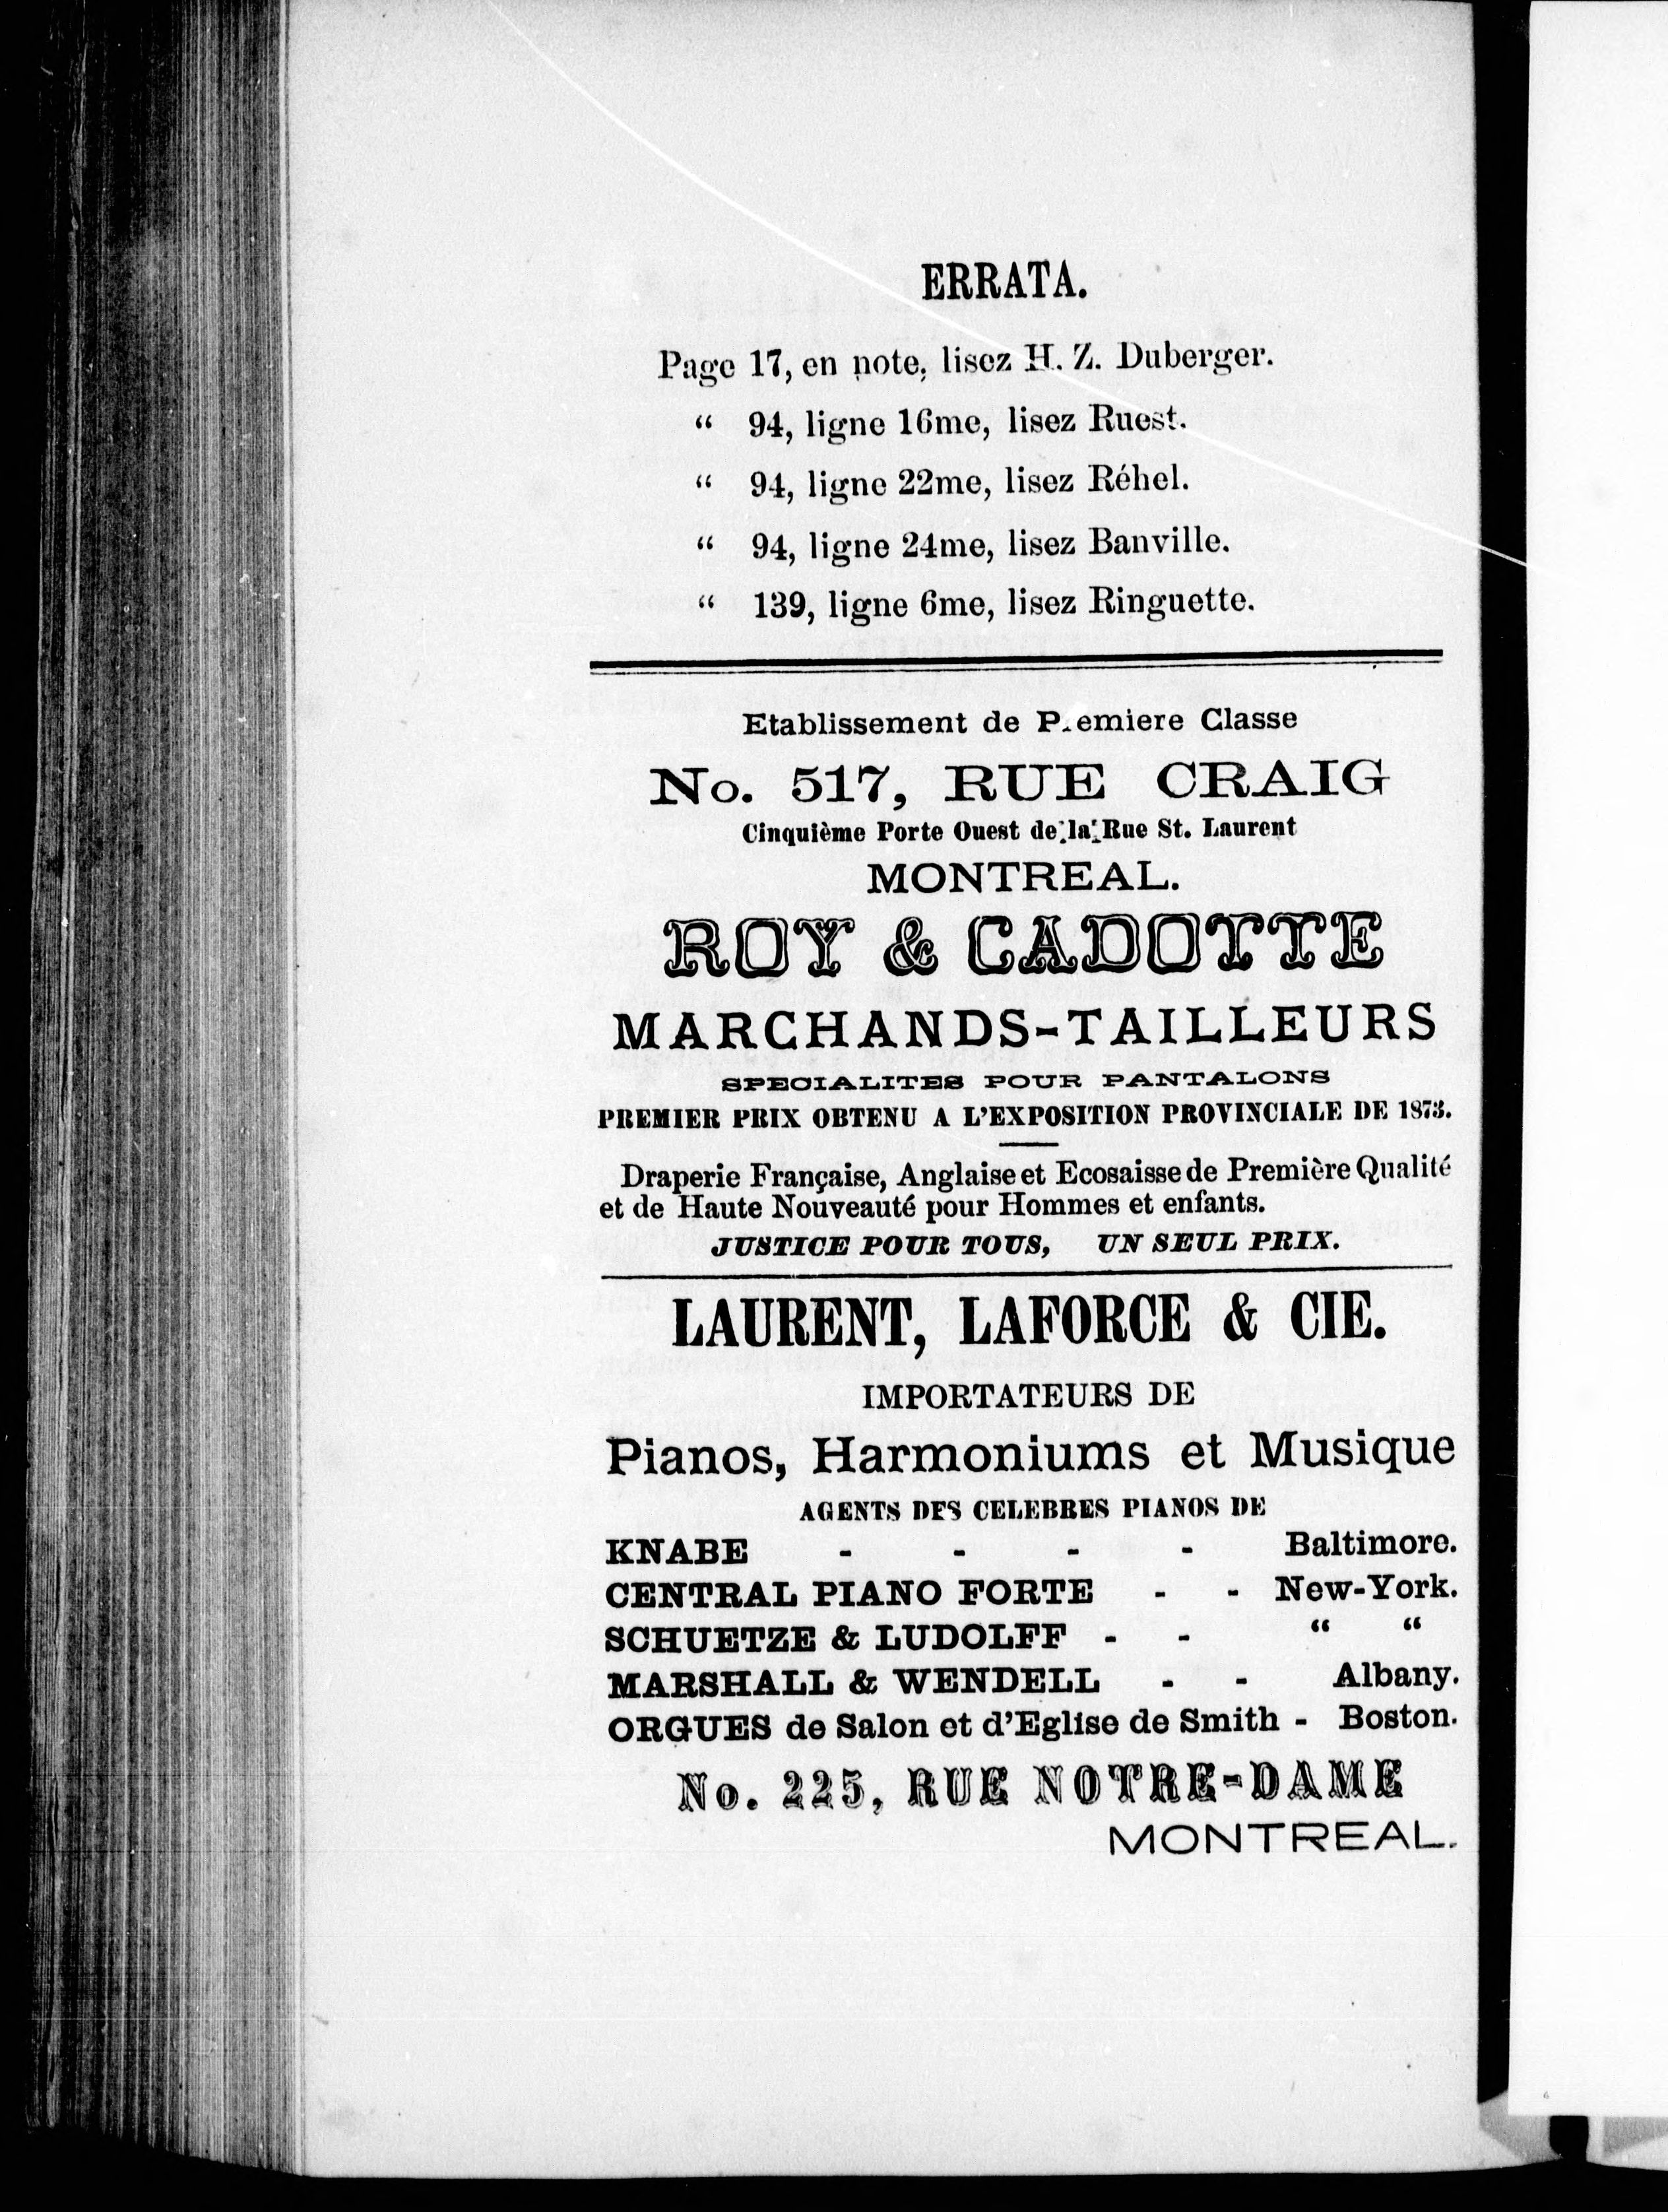 ERRATA.
Page 17, en note, lisez H. Z. Duberger.
“ 94, ligne 16me, lisez Ruest.
“ 94, ligne 22me, lisez Réhel.
“ 94, ligne 24me, lisez Banville.
“ 139, ligne 6me, lisez Ringuette.
Etablissement de P.emiere Classe
No. 517, RUE CRAIG
Cinquième Porte Ouest de la Rue St. Laurent
MONTREAL.
ROY & CADOTTE
MARCHANDS-TAILLEURS
SPECIALITES POUR PANTALONS
PREMIER PRIX OBTENU A L’EXPOSITION PROVINCIALE DE 1873.
Draperie Française, Anglaise et Ecosaisse de Première Qualité
et de Haute Nouveauté pour Hommes et enfants.
JUSTICE POUR TOUS, UN SEUL PRIX.
LAURENT, LAFORCE & CIE.
IMPORTATEURS DE
Pianos, Harmoniums et Musique
AGENTS DES CELEBRES PIANOS DE
KNABE - - - - Baltimore.
CENTRAL PIANO FORTE - - New-York.
SCHUETZE & LUDOLFF - - “ “
MARSHALL & WENDELL - - Albany.
ORGUES de Salon et d’Eglise de Smith - Boston.
No. 225, RUE NOTRE-DAME
MONTREAL.